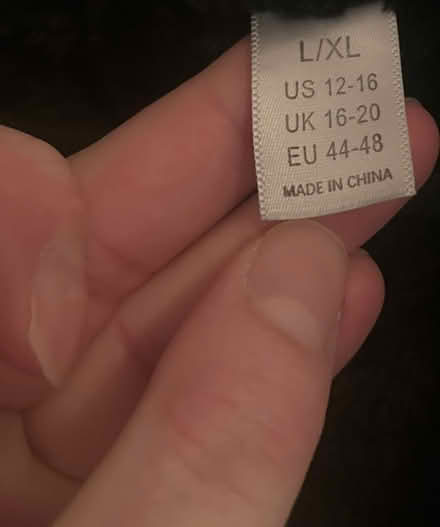 L/XL
US 12-16
UK 16-20
EU 44-48
MADE IN CHINA